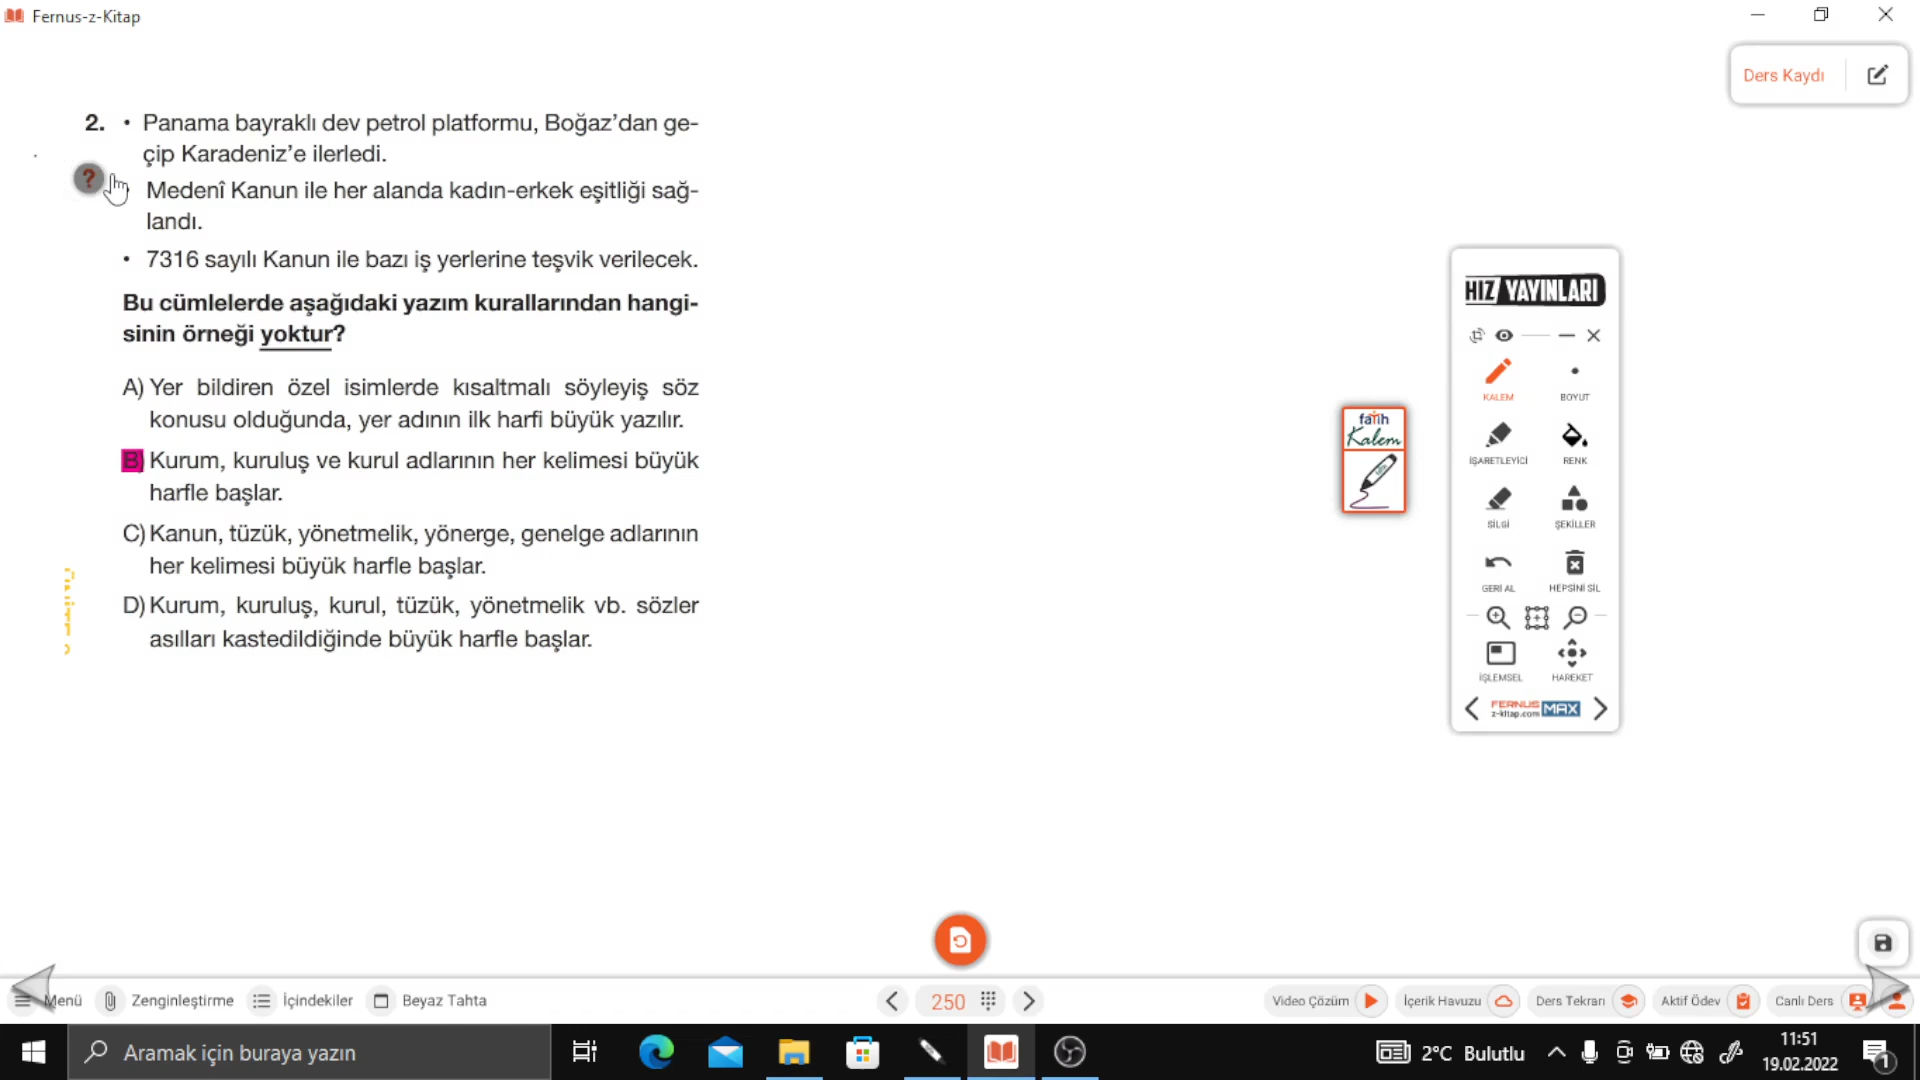 Fernus-z-Kitap
Ders Kaydı
2. • Panama bayraklı dev petrol platformu, Boğaz’dan ge-
çip Karadeniz’e ilerledi.
?
Medenî Kanun ile her alanda kadın-erkek eşitliği sağ-
landı.
• 7316 sayılı Kanun ile bazı iş yerlerine teşvik verilecek.
Bu cümlelerde aşağıdaki yazım kurallarından hangi-
sinin örneği yoktur?
A) Yer bildiren özel isimlerde kısaltmalı söyleyiş söz
konusu olduğunda, yer adının ilk harfi büyük yazılır.
B) Kurum, kuruluş ve kurul adlarının her kelimesi büyük
harfle başlar.
C) Kanun, tüzük, yönetmelik, yönerge, genelge adlarının
her kelimesi büyük harfle başlar.
D) Kurum, kuruluş, kurul, tüzük, yönetmelik vb. sözler
asılları kastedildiğinde büyük harfle başlar.
fatih
Kalem
HIZ YAYINLARI
KALEM BOYUT
İŞARETLEYİCİ RENK
SİLGİ ŞEKİLLER
GERİ AL HEPSİNİ SİL
İŞLEMSEL HAREKET
FERNUS
z-kitap.com MAX
Menü Zenginleştirme İçindekiler Beyaz Tahta 250 Video Çözüm İçerik Havuzu Ders Tekrarı Aktif Ödev Canlı Ders
Aramak için buraya yazın
2°C Bulutlu
11:51
19.02.2022
1